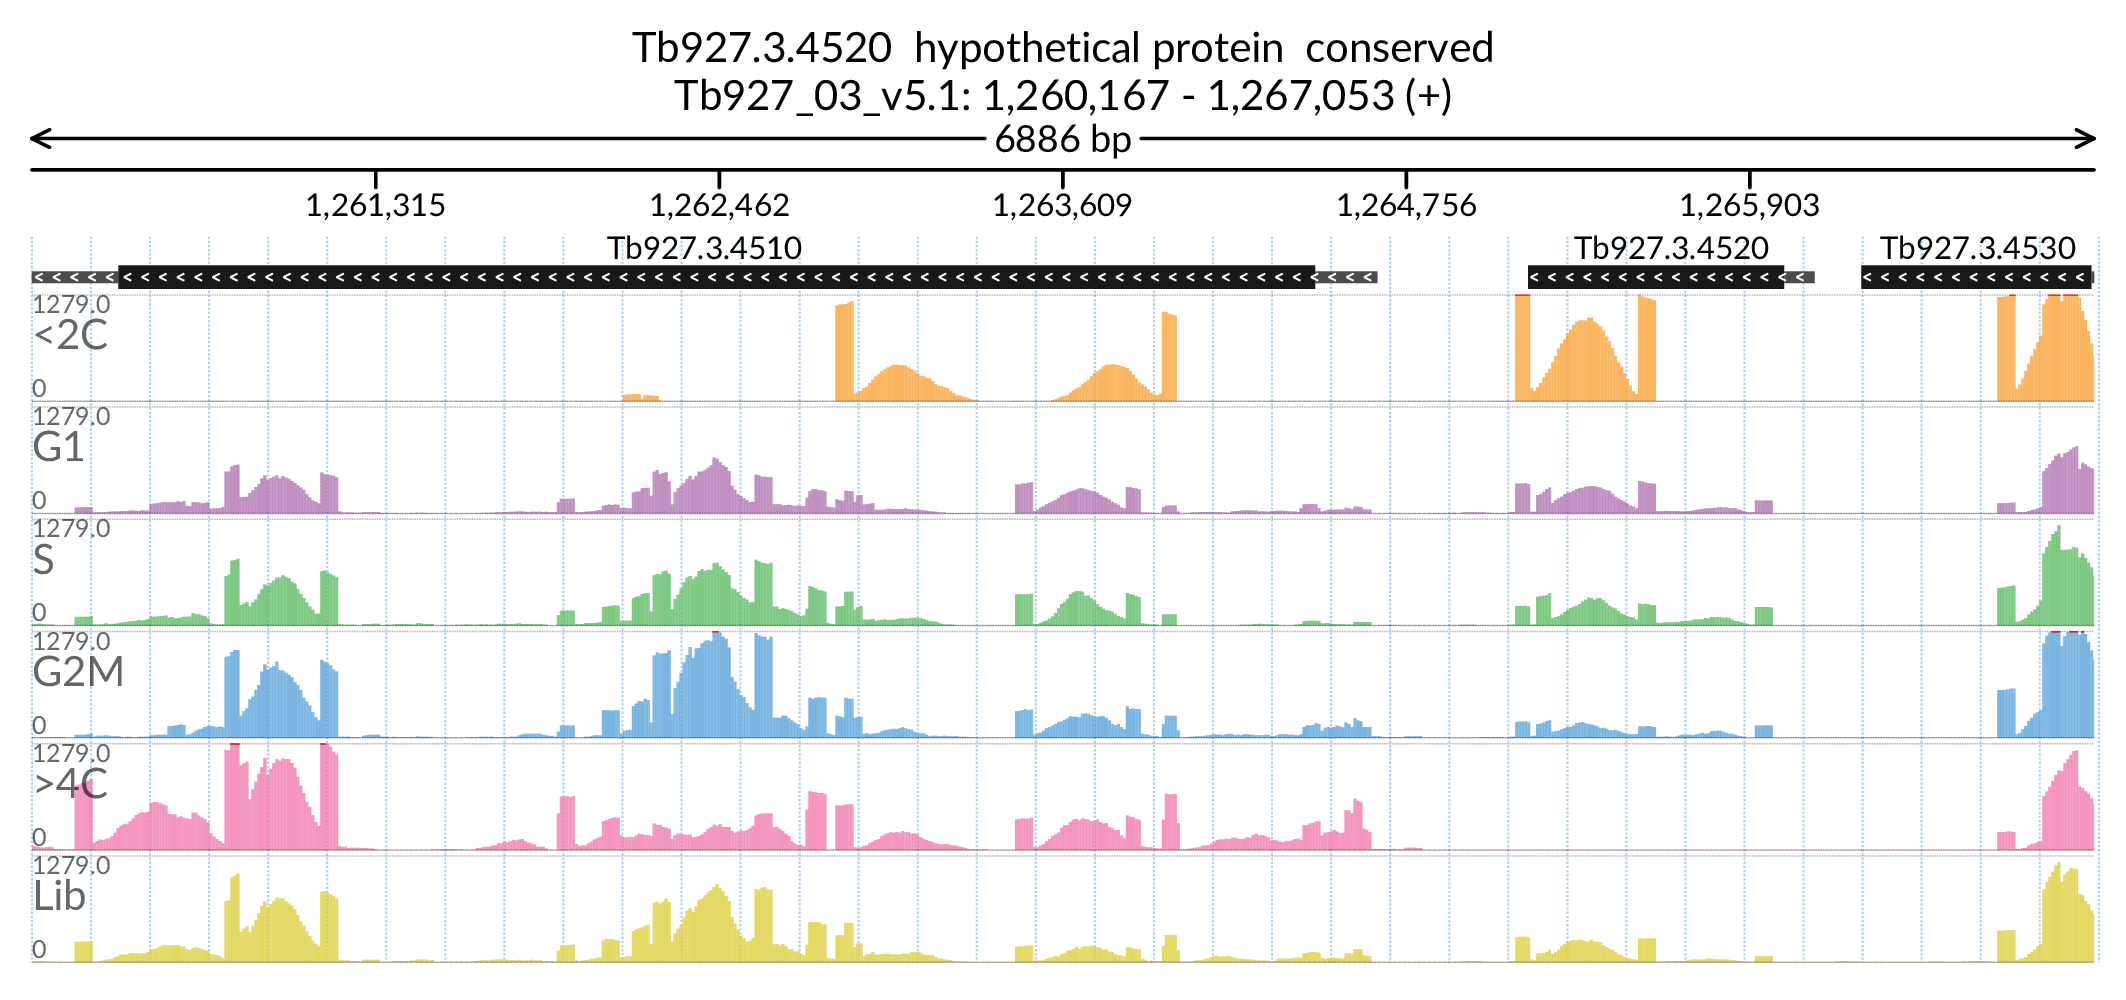 Tb927.3.4520  hypothetical protein  conserved
Tb927_03_v5.1: 1,260,167 - 1,267,053 (+)
6886 bp
1,261,315 1,262,462 1,263,609 1,264,756 1,265,903
Tb927.3.4510 Tb927.3.4520 Tb927.3.4530
1279.0
<2C
0
1279.0
G1
0
1279.0
S
0
1279.0
G2M
0
1279.0
>4C
0
1279.0
Lib
0